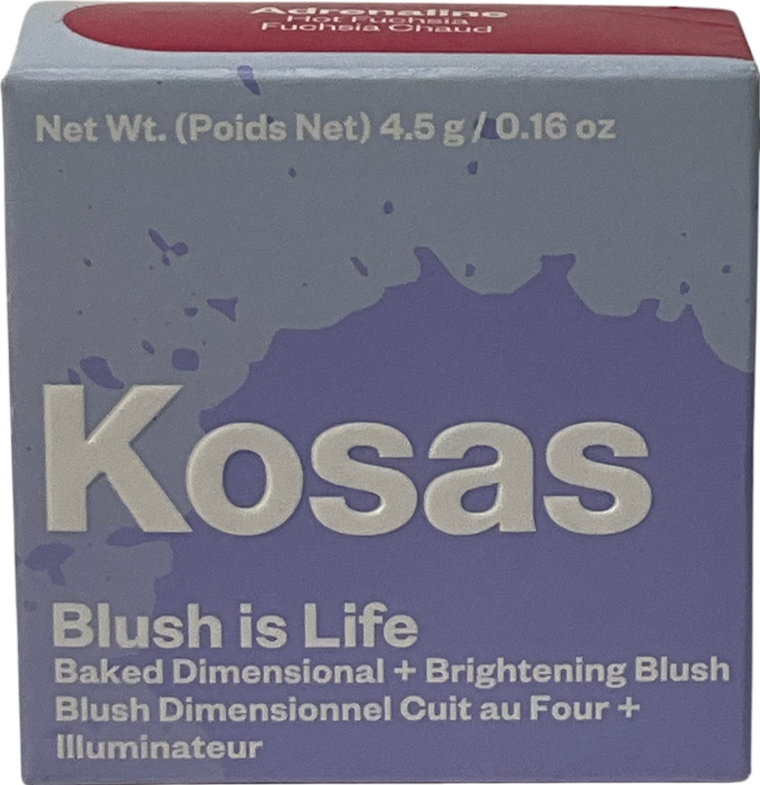 Adrenaline
Hot Fuchsia
Fuchsia Chaud
Net Wt. (Poids Net) 4.5 g / 0.16 oz
Kosas
Blush is Life
Baked Dimensional + Brightening Blush
Blush Dimensionnel Cuit au Four +
Illuminateur